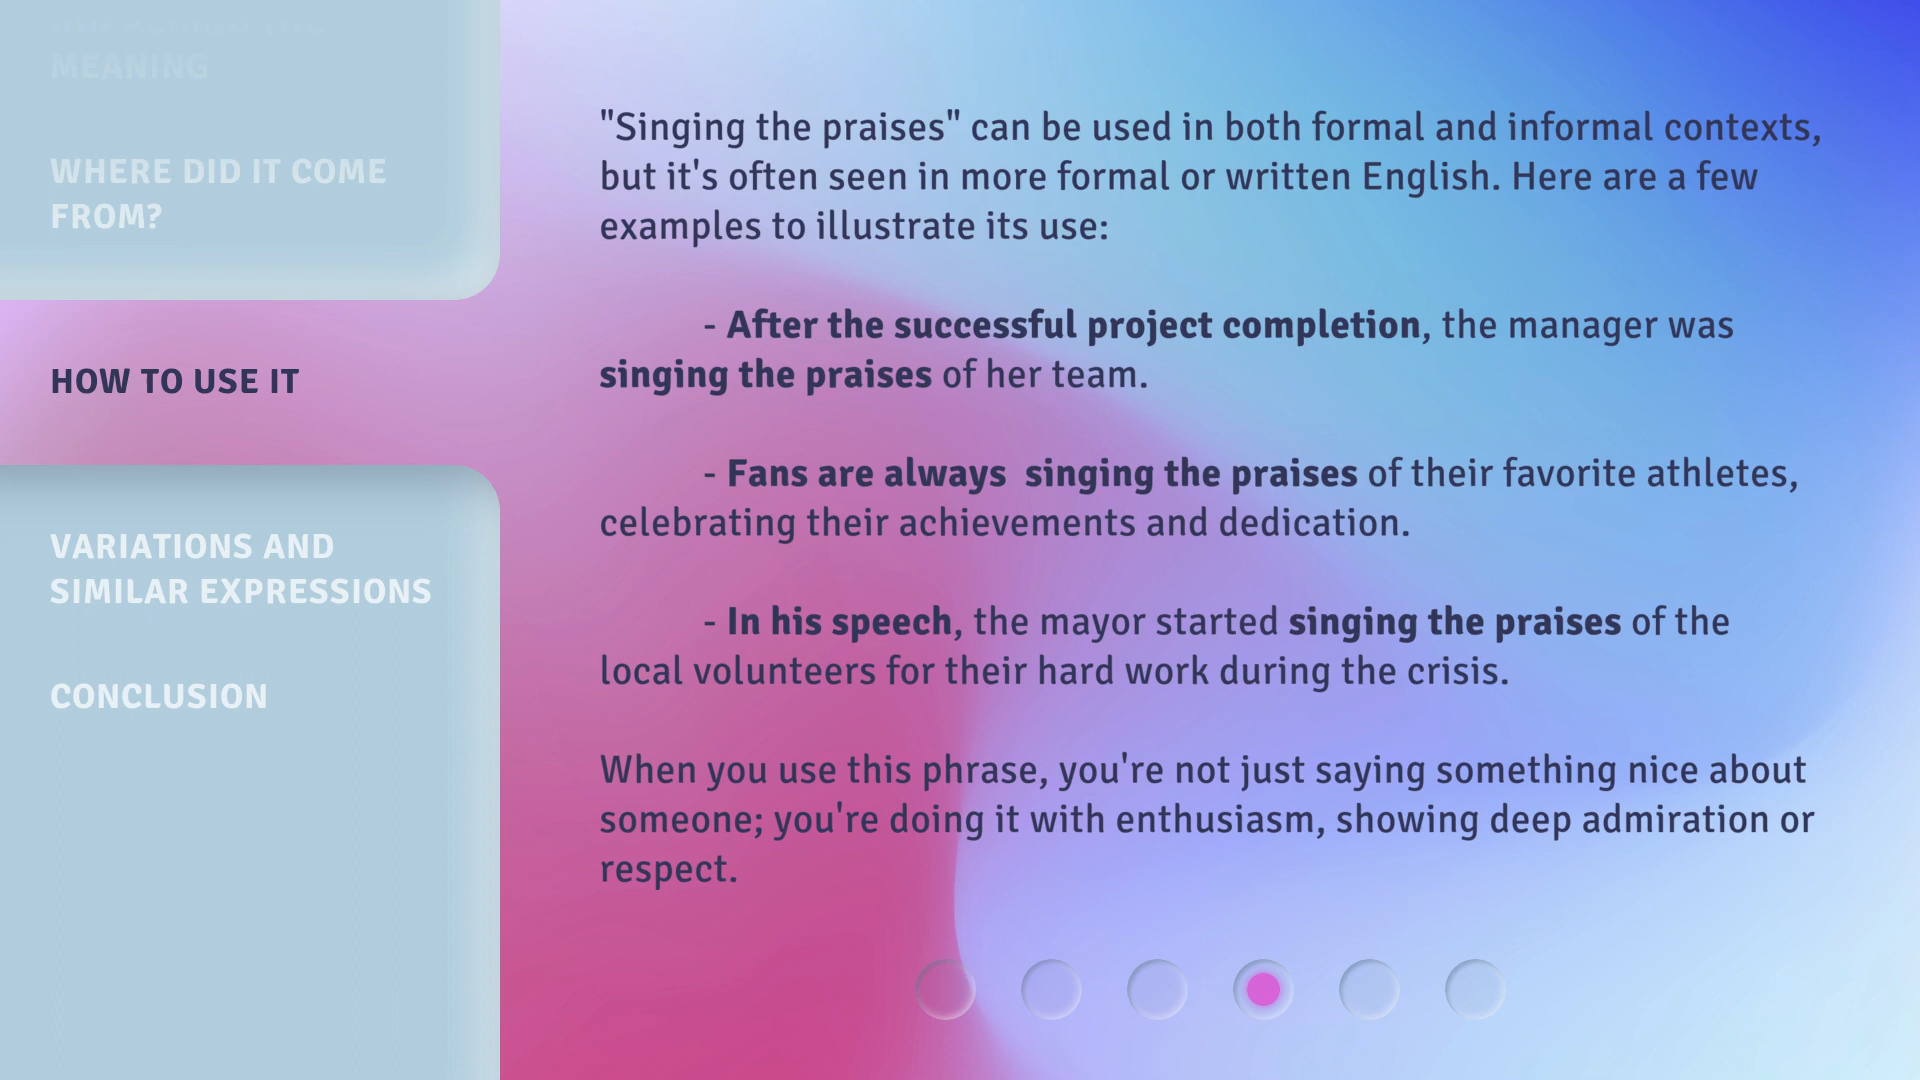 MEANING
WHERE DID IT COME
FROM?
HOW TO USE IT
VARIATIONS AND
SIMILAR EXPRESSIONS
CONCLUSION
"Singing the praises" can be used in both formal and informal contexts,
but it's often seen in more formal or written English. Here are a few
examples to illustrate its use:
- After the successful project completion, the manager was
singing the praises of her team.
- Fans are always  singing the praises of their favorite athletes,
celebrating their achievements and dedication.
- In his speech, the mayor started singing the praises of the
local volunteers for their hard work during the crisis.
When you use this phrase, you're not just saying something nice about
someone; you're doing it with enthusiasm, showing deep admiration or
respect.